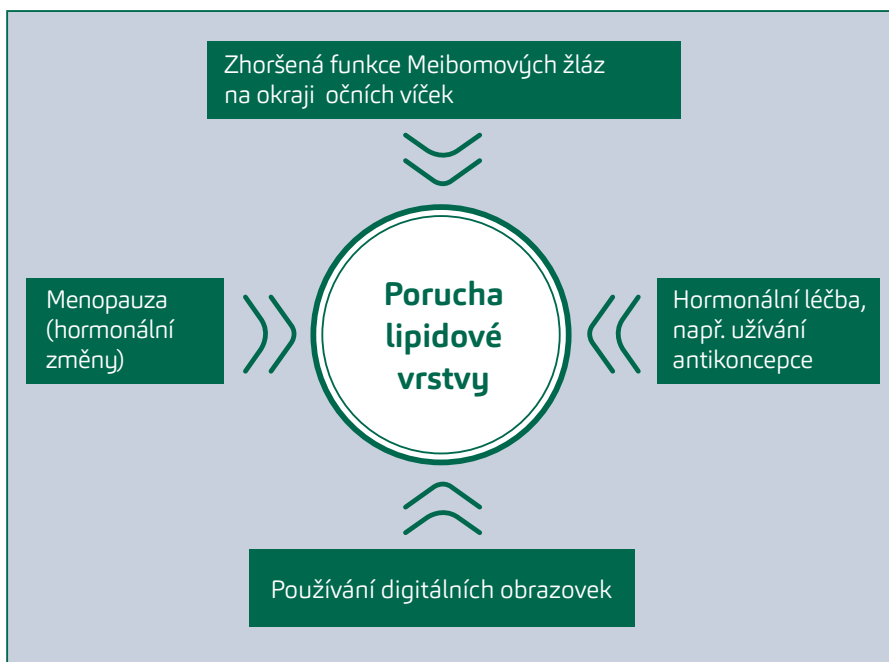 Zhoršená funkce Meibomových žláz
na okraji očních víček
Menopauza
(hormonální
změny)
Porucha
lipidové
vrstvy
Hormonální léčba,
např. užívání
antikoncepce
Používání digitálních obrazovek